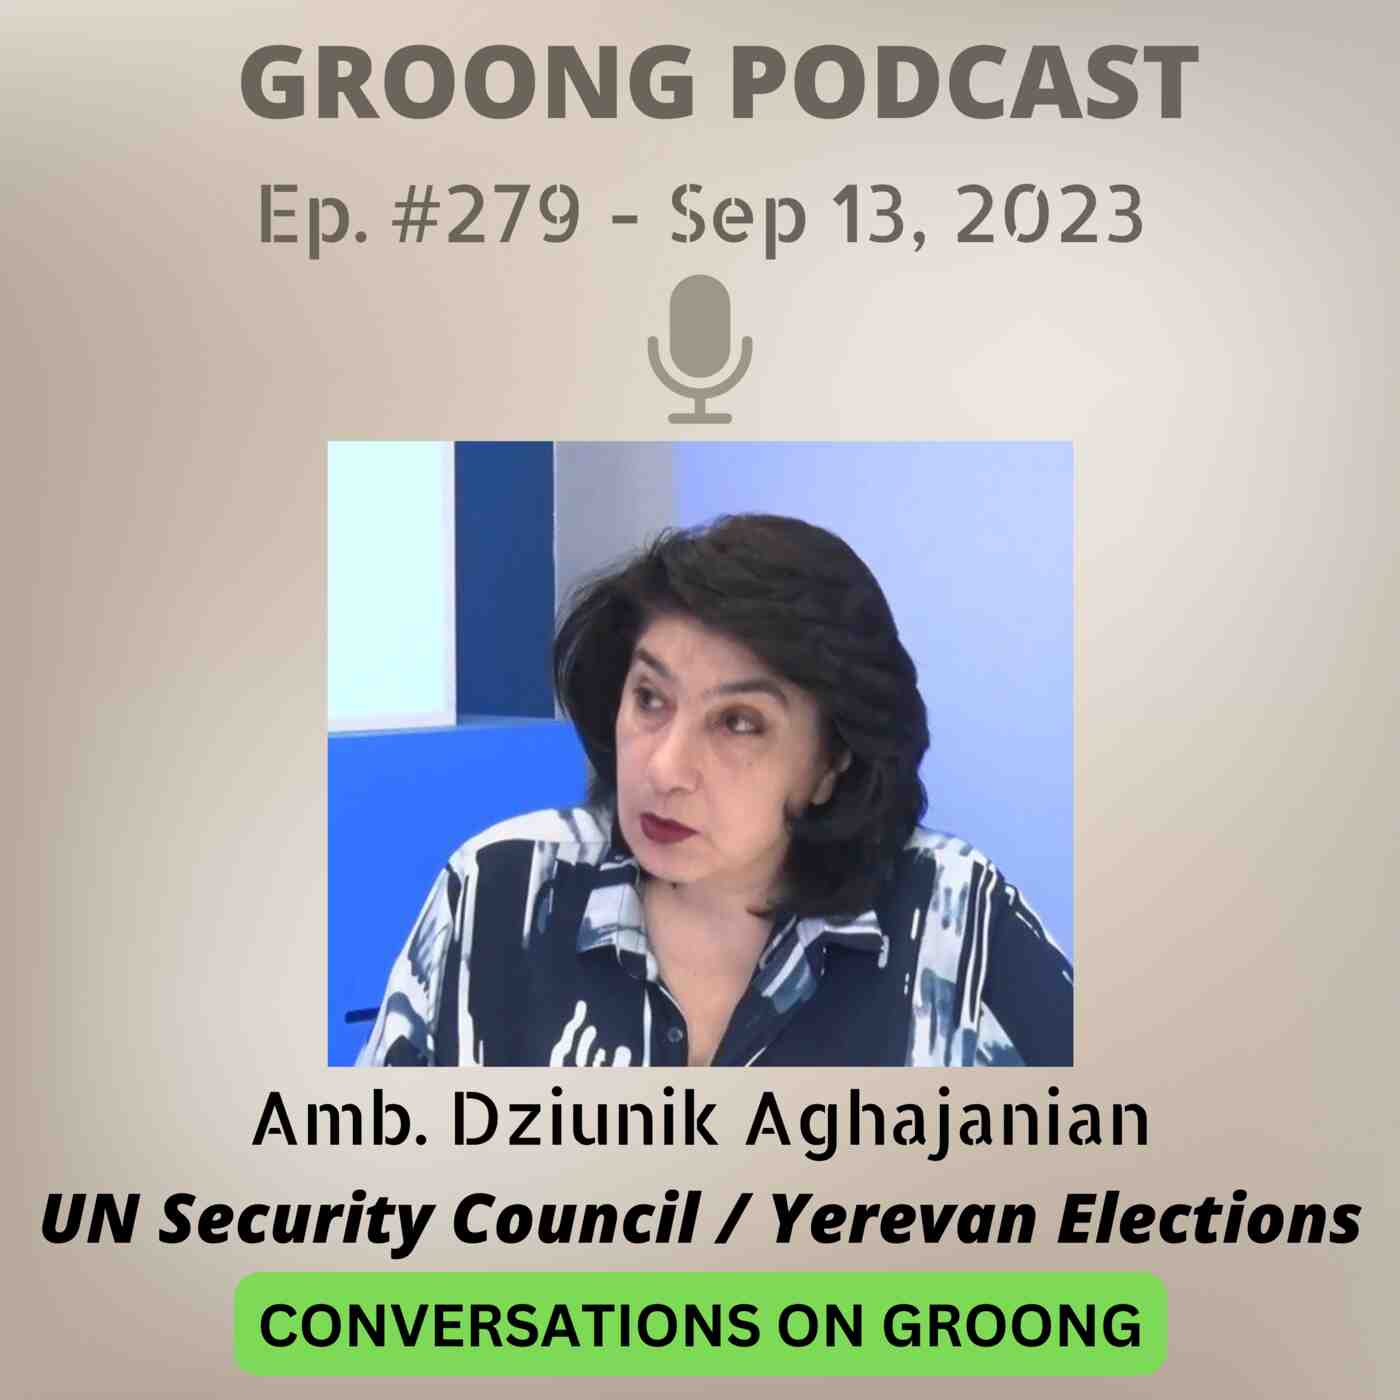 GROONG PODCAST
Ep. #279 - Sep 13, 2023
Amb. Dziunik Aghajanian
UN Security Council / Yerevan Elections
CONVERSATIONS ON GROONG